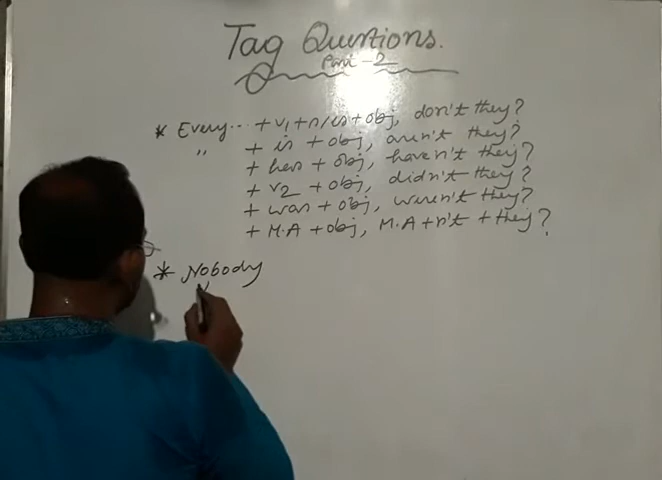 Tag Questions.
Part-2
* Every... + v1+s/es+obj, don't they?
" + is + obj, aren't they?
+ has + obj, haven't they?
+ v2 + obj, didn't they?
+ was + obj, weren't they?
+ M.A + obj, M.A+n't + they?
* Nobody
"